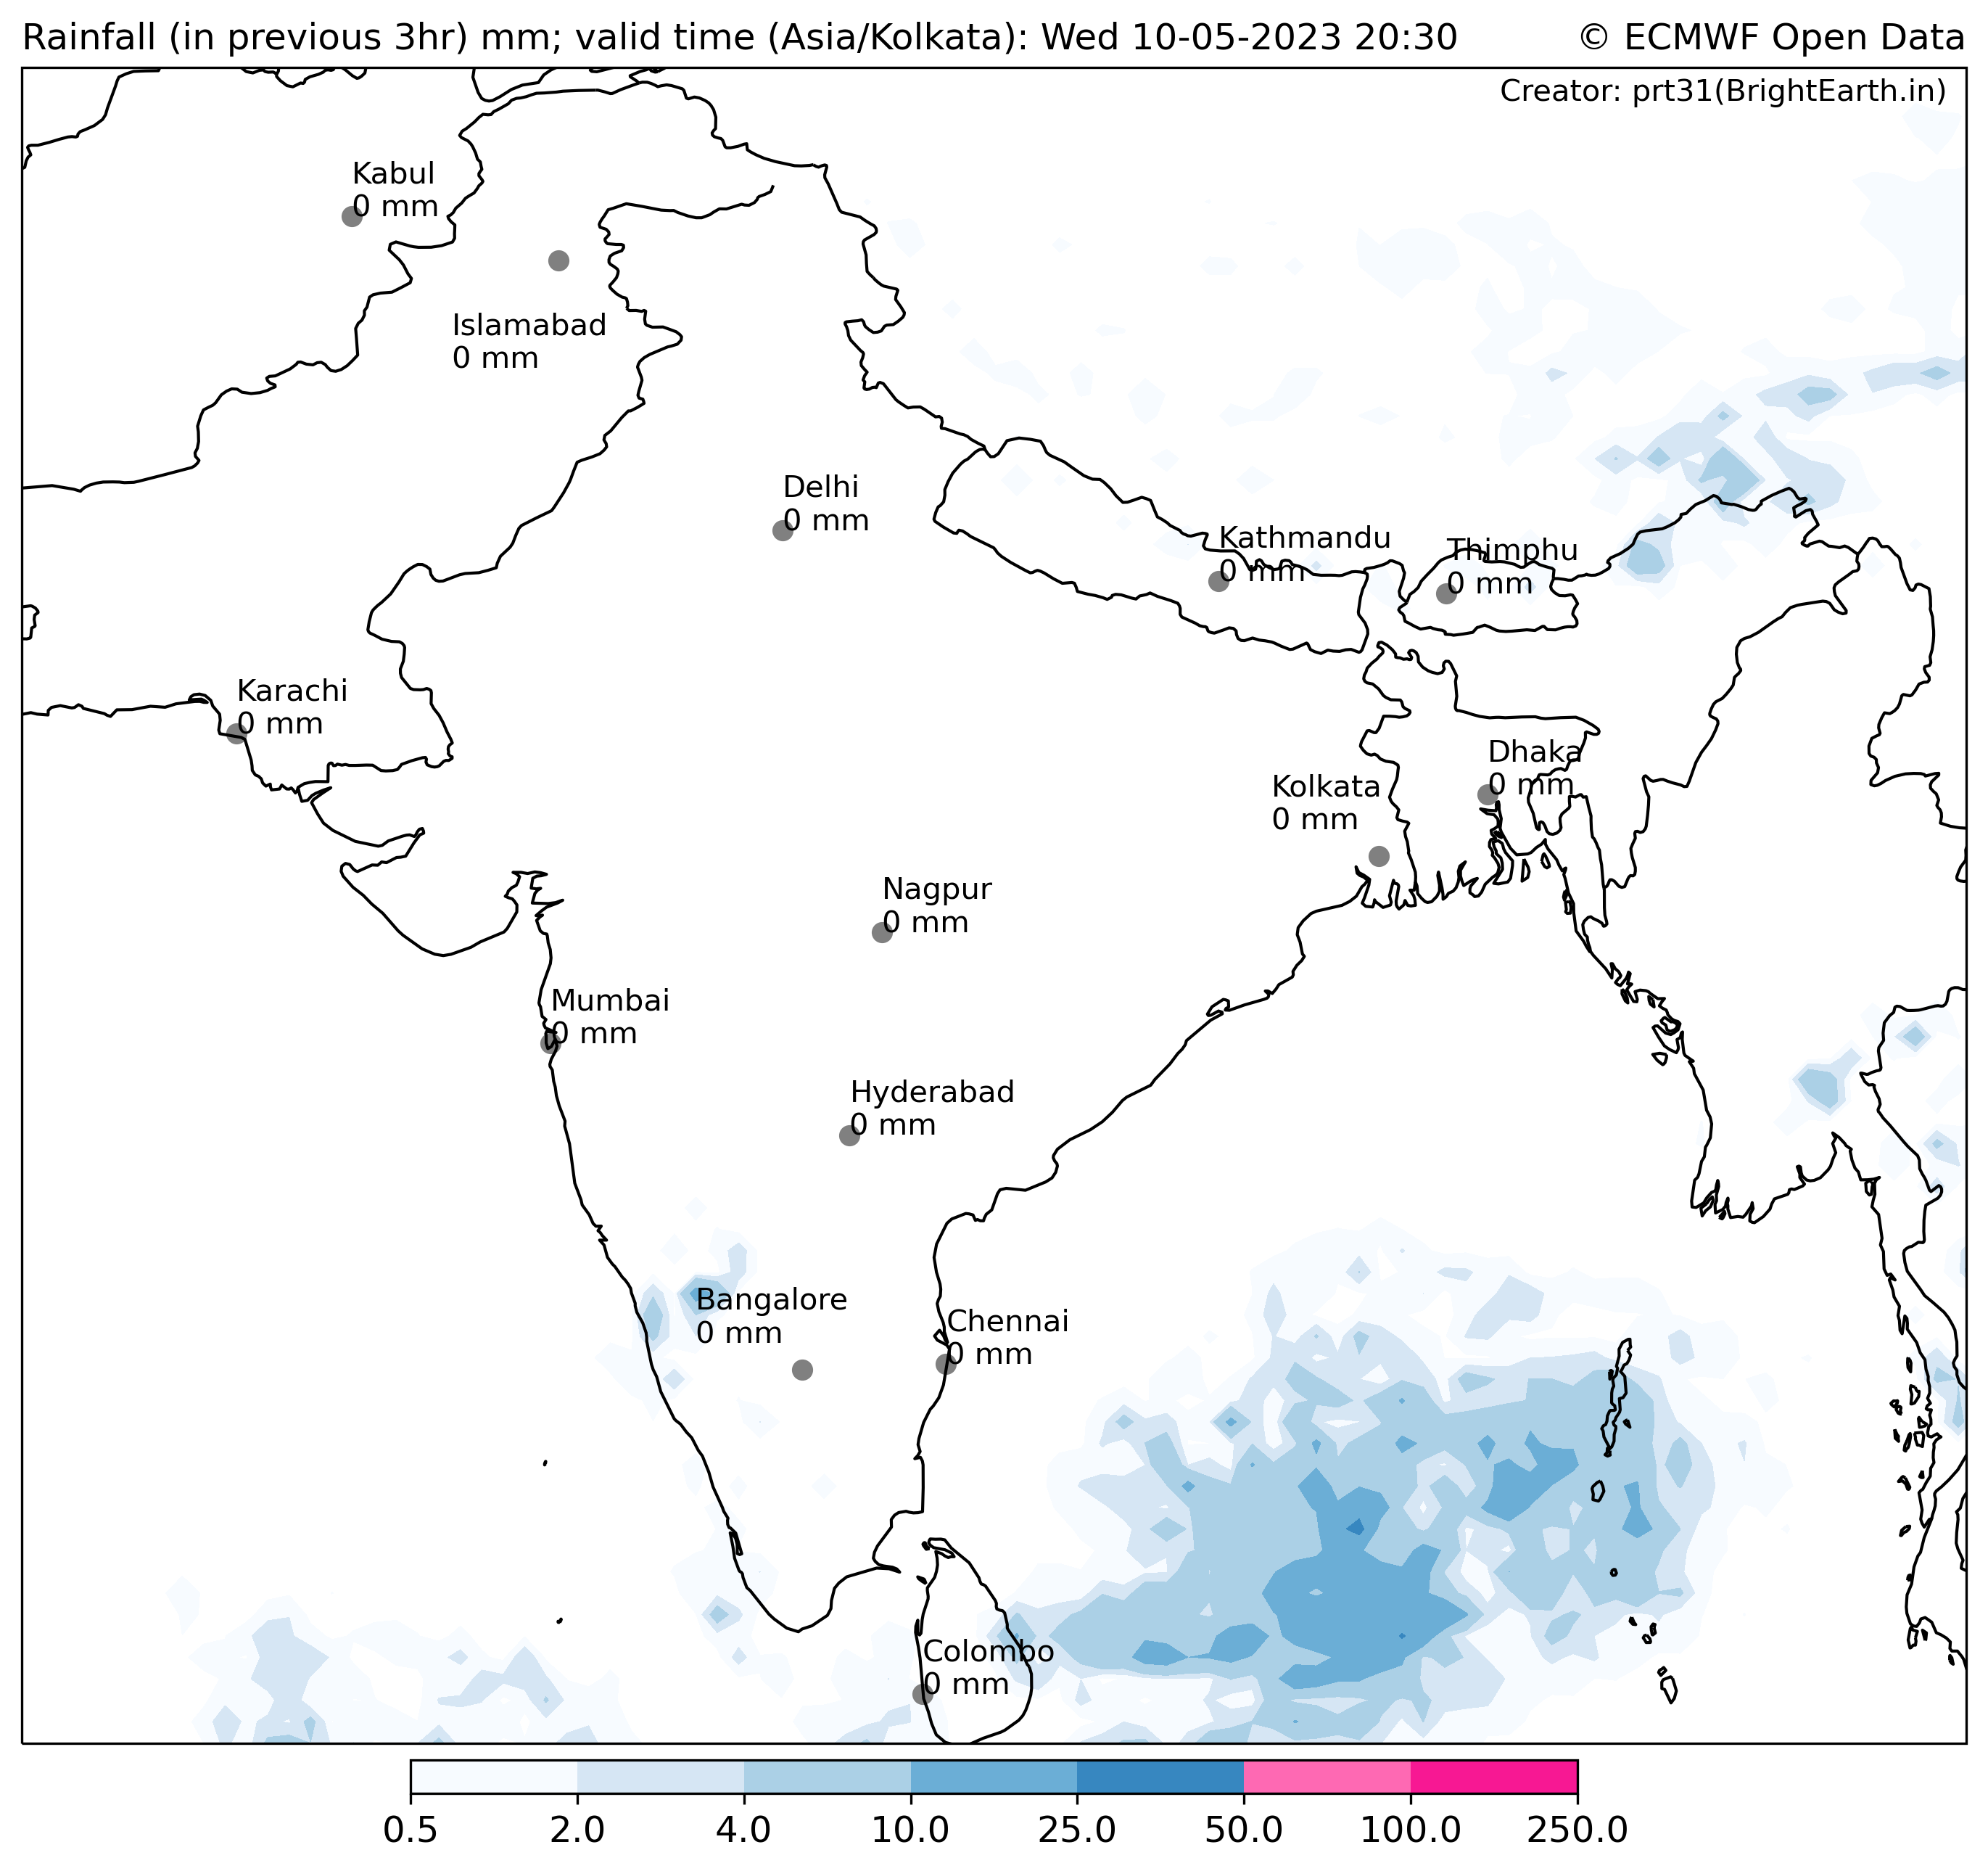 Rainfall (in previous 3hr) mm; valid time (Asia/Kolkata): Wed 10-05-2023 20:30
© ECMWF Open Data
Creator: prt31(BrightEarth.in)
Kabul
0 mm
Islamabad
0 mm
Delhi
0 mm
Kathmandu
0 mm
Thimphu
0 mm
Karachi
0 mm
Dhaka
0 mm
Kolkata
0 mm
Nagpur
0 mm
Mumbai
0 mm
Hyderabad
0 mm
Bangalore
0 mm
Chennai
0 mm
Colombo
0 mm
0.5 2.0 4.0 10.0 25.0 50.0 100.0 250.0